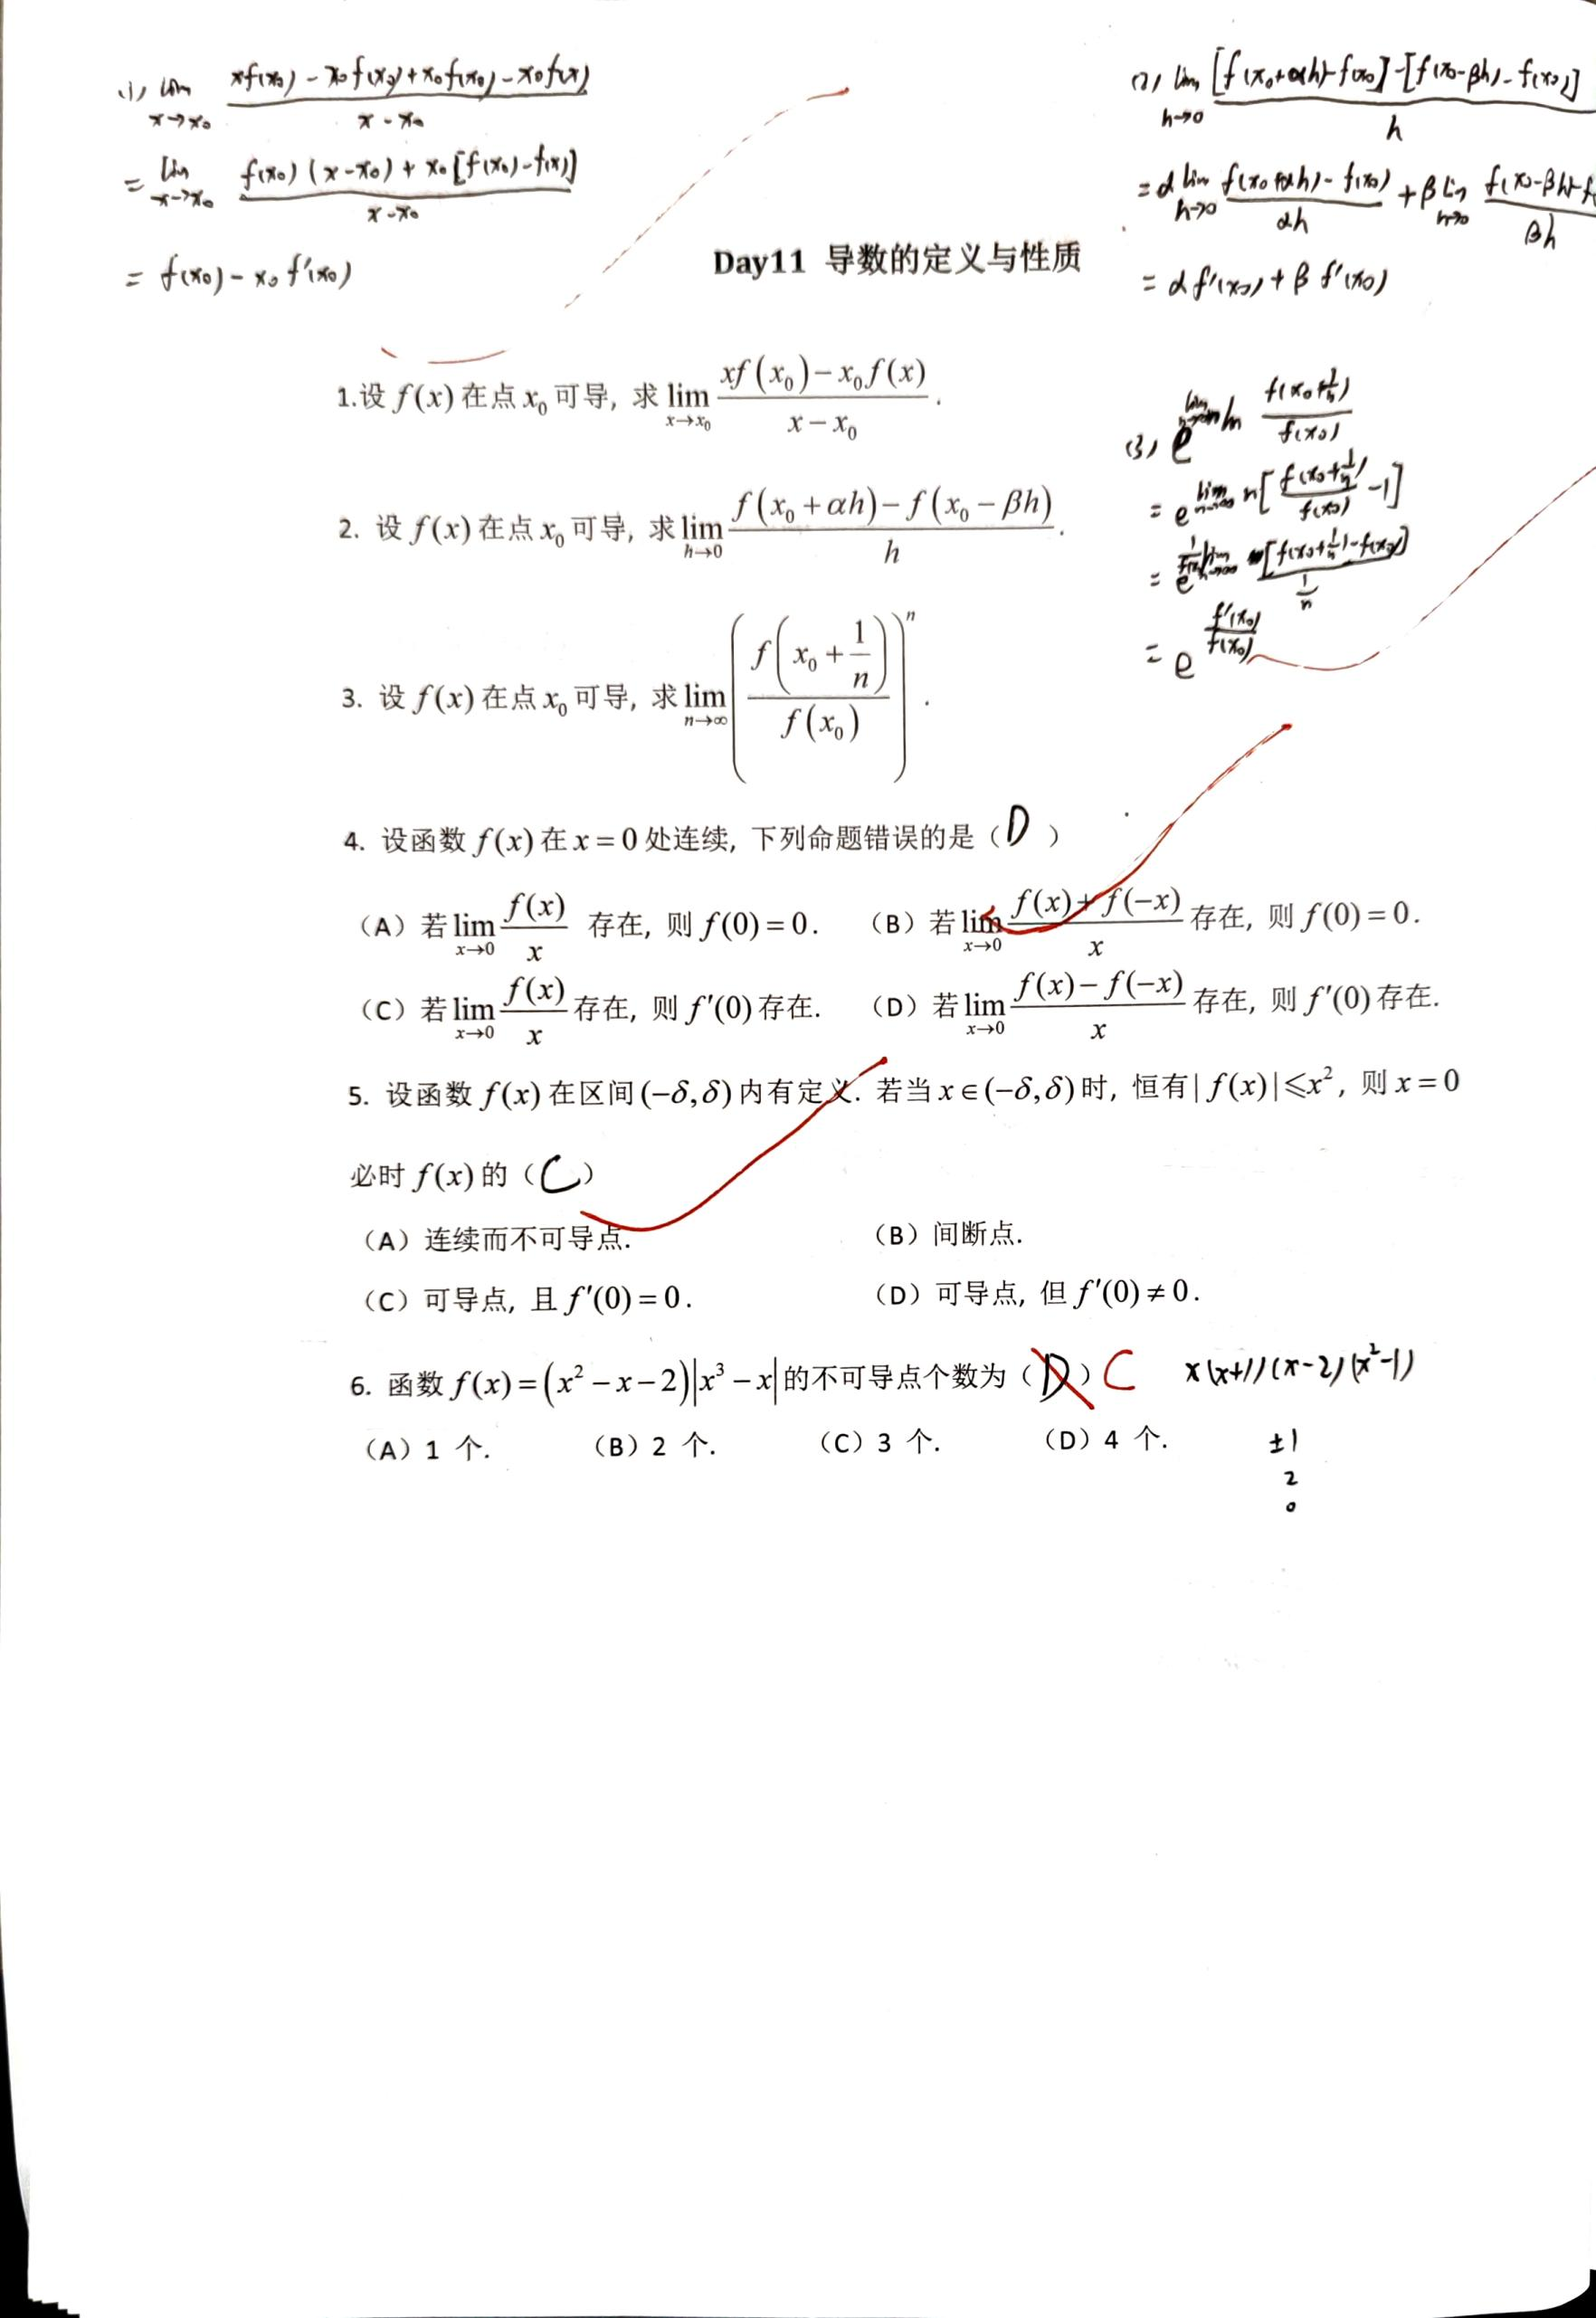 (1) lim_{x→x₀} (xf(x₀) - x₀f(x₀) + x₀f(x₀) - x₀f(x)) / (x - x₀)
= lim_{x→x₀} (f(x₀)(x-x₀) + x₀[f(x₀)-f(x)]) / (x-x₀)
= f(x₀) - x₀f'(x₀)
(2) lim_{h→0} ([f(x₀+αh)-f(x₀)] - [f(x₀-βh)-f(x₀)]) / h
= α lim_{h→0} (f(x₀+αh) - f(x₀)) / αh + β lim_{h→0} (f(x₀-βh)-f / βh
= αf'(x₀) + βf'(x₀)
Day11 导数的定义与性质
1.设 f(x) 在点 x₀ 可导, 求 lim_{x→x₀} (xf(x₀) - x₀f(x)) / (x - x₀) .
2. 设 f(x) 在点 x₀ 可导, 求 lim_{h→0} (f(x₀+αh) - f(x₀-βh)) / h .
3. 设 f(x) 在点 x₀ 可导, 求 lim_{n→∞} (f(x₀ + 1/n) / f(x₀))ⁿ .
(3) e^{lim_{n→∞} n ln f(x₀+1/n)/f(x₀)}
= e^{lim_{n→∞} n[f(x₀+1/n)/f(x₀) - 1]}
= e^{1/f(x₀) lim_{n→∞} [f(x₀+1/n)-f(x₀)] / (1/n)}
= e^{f'(x₀)/f(x₀)}
4. 设函数 f(x) 在 x = 0 处连续, 下列命题错误的是 ( D )
(A) 若 lim_{x→0} f(x)/x 存在, 则 f(0) = 0. (B) 若 lim_{x→0} (f(x)+f(-x))/x 存在, 则 f(0) = 0.
(C) 若 lim_{x→0} f(x)/x 存在, 则 f'(0) 存在. (D) 若 lim_{x→0} (f(x)-f(-x))/x 存在, 则 f'(0) 存在.
5. 设函数 f(x) 在区间 (-δ,δ) 内有定义. 若当 x∈(-δ,δ) 时, 恒有 |f(x)|⩽x², 则 x = 0
必时 f(x) 的 ( C )
(A) 连续而不可导点. (B) 间断点.
(C) 可导点, 且 f'(0) = 0. (D) 可导点, 但 f'(0) ≠ 0.
6. 函数 f(x) = (x² - x - 2)|x³ - x| 的不可导点个数为 ( D ) C x(x+1)(x-2)(x²-1)
(A) 1 个. (B) 2 个. (C) 3 个. (D) 4 个.
±1
2
0